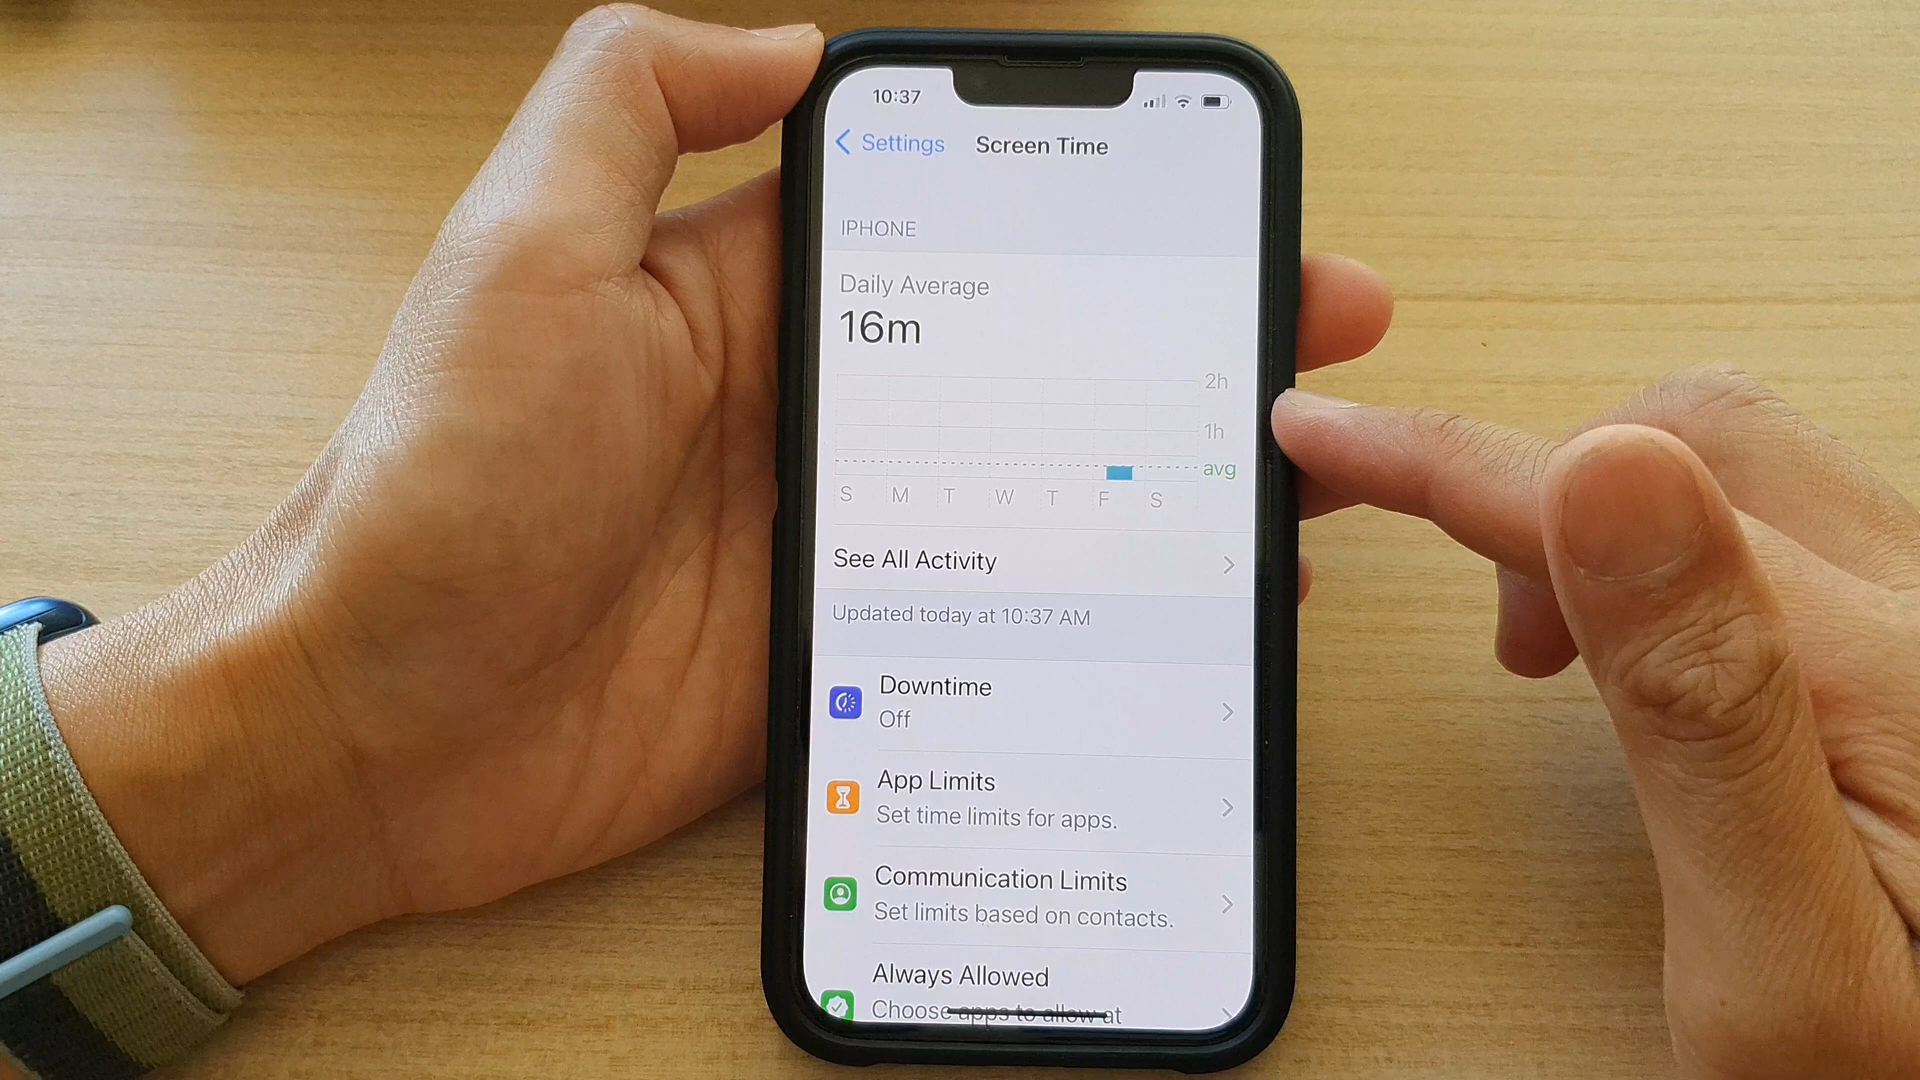 10:37
Settings
Screen Time
IPHONE
Daily Average
16m
2h
1h
avg
S M T W T F S
See All Activity
Updated today at 10:37 AM
Downtime
Off
App Limits
Set time limits for apps.
Communication Limits
Set limits based on contacts.
Always Allowed
Choose apps to allow at